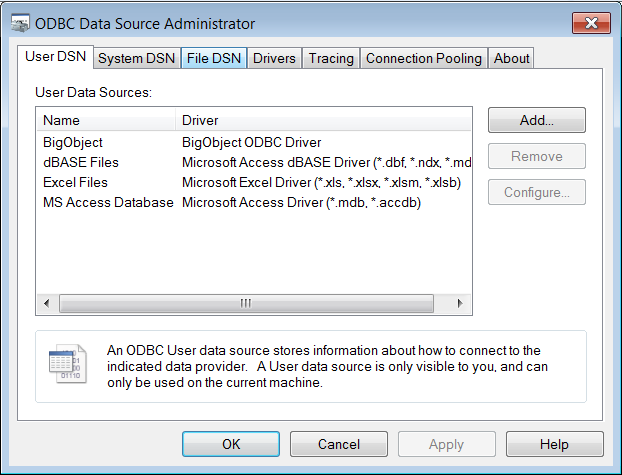 ODBC Data Source Administrator
User DSN System DSN File DSN Drivers Tracing Connection Pooling About
User Data Sources:
Name Driver
BigObject BigObject ODBC Driver
dBASE Files Microsoft Access dBASE Driver (*.dbf, *.ndx, *.md
Excel Files Microsoft Excel Driver (*.xls, *.xlsx, *.xlsm, *.xlsb)
MS Access Database Microsoft Access Driver (*.mdb, *.accdb)
Add...
Remove
Configure...
An ODBC User data source stores information about how to connect to the
indicated data provider. A User data source is only visible to you, and can
only be used on the current machine.
OK Cancel Apply Help